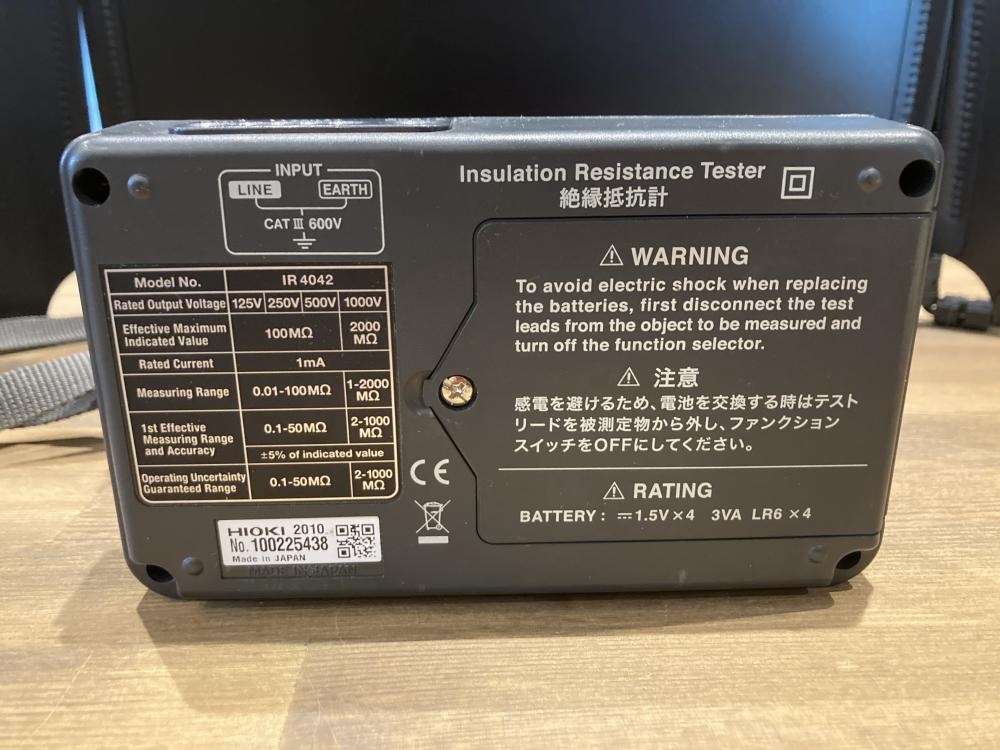 INPUT
LINE EARTH
CAT III 600V
Insulation Resistance Tester
絶縁抵抗計
Model No. IR 4042
Rated Output Voltage 125V 250V 500V 1000V
Effective Maximum Indicated Value 100MΩ 2000 MΩ
Rated Current 1mA
Measuring Range 0.01-100MΩ 1-2000 MΩ
1st Effective Measuring Range and Accuracy 0.1-50MΩ 2-1000 MΩ
±5% of indicated value
Operating Uncertainty Guaranteed Range 0.1-50MΩ 2-1000 MΩ
HIOKI 2010
No. 100225438
Made in JAPAN
MADE IN JAPAN
CE
⚠ WARNING
To avoid electric shock when replacing
the batteries, first disconnect the test
leads from the object to be measured and
turn off the function selector.
⚠ 注意
感電を避けるため、電池を交換する時はテスト
リードを被測定物から外し、ファンクション
スイッチをOFFにしてください。
⚠ RATING
BATTERY : ⎓1.5V×4 3VA LR6 ×4